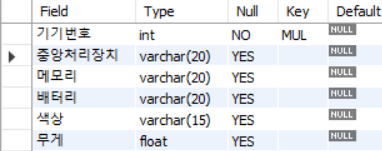 Field Type Null Key Default
기기번호 int NO MUL NULL
중앙처리장치 varchar(20) YES NULL
메모리 varchar(20) YES NULL
배터리 varchar(20) YES NULL
색상 varchar(15) YES NULL
무게 float YES NULL